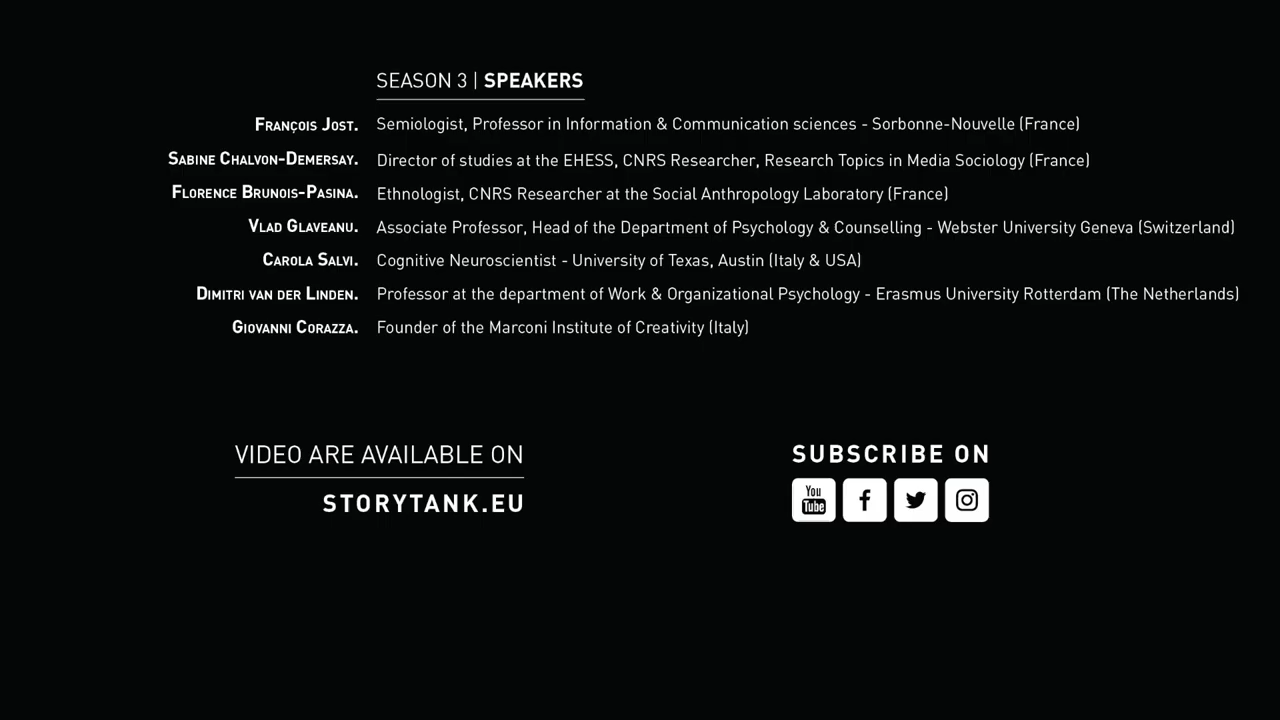 SEASON 3 | SPEAKERS
François Jost. Semiologist, Professor in Information & Communication sciences - Sorbonne-Nouvelle (France)
Sabine Chalvon-Demersay. Director of studies at the EHESS, CNRS Researcher, Research Topics in Media Sociology (France)
Florence Brunois-Pasina. Ethnologist, CNRS Researcher at the Social Anthropology Laboratory (France)
Vlad Glaveanu. Associate Professor, Head of the Department of Psychology & Counselling - Webster University Geneva (Switzerland)
Carola Salvi. Cognitive Neuroscientist - University of Texas, Austin (Italy & USA)
Dimitri van der Linden. Professor at the department of Work & Organizational Psychology - Erasmus University Rotterdam (The Netherlands)
Giovanni Corazza. Founder of the Marconi Institute of Creativity (Italy)
VIDEO ARE AVAILABLE ON
STORYTANK.EU
SUBSCRIBE ON
You Tube